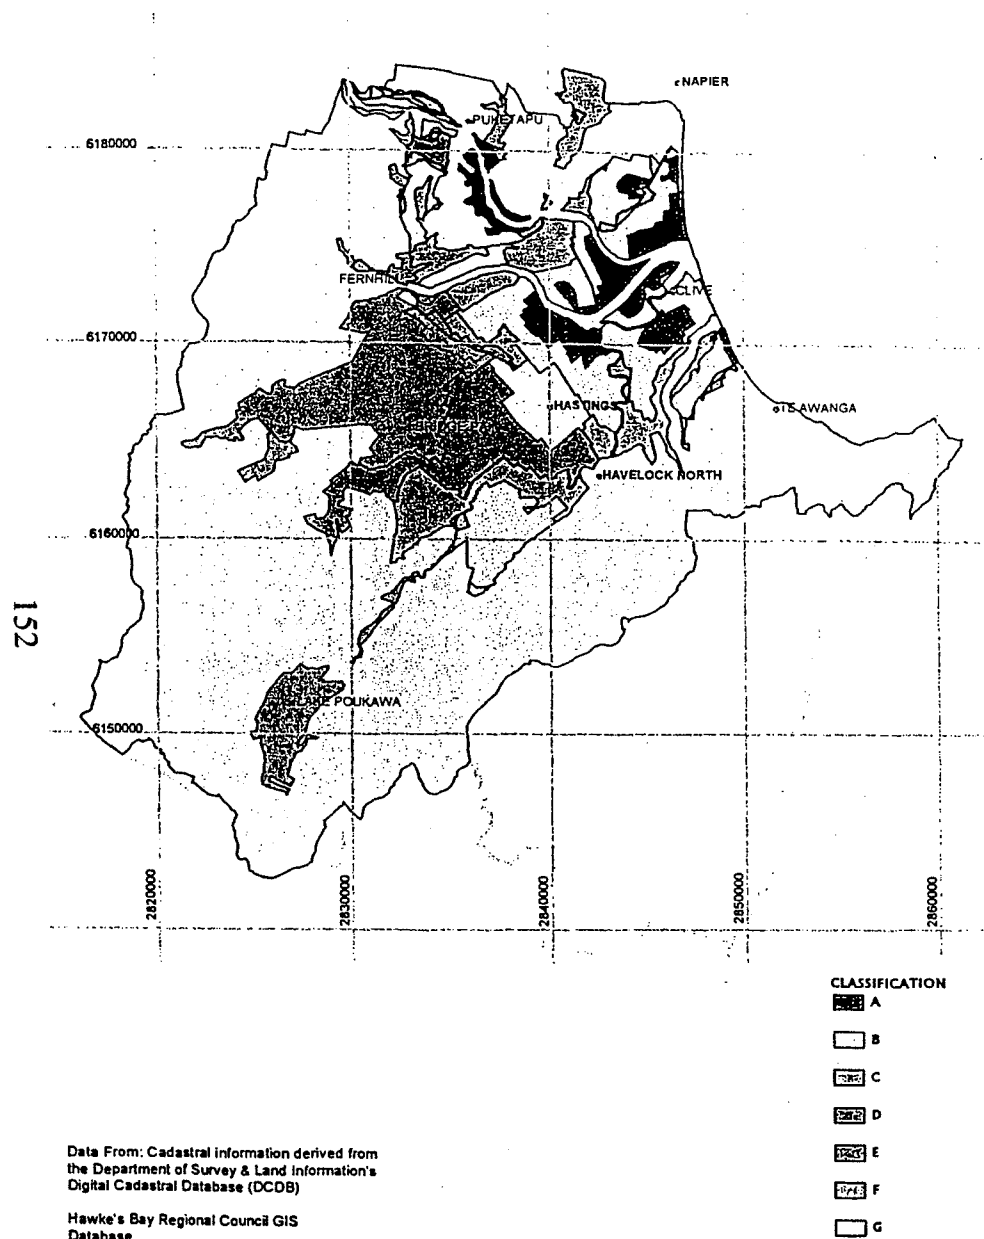 NAPIER
PUKETAPU
6180000
FERNHILL
CLIVE
6170000
HASTINGS
TE AWANGA
HAVELOCK NORTH
6160000
152
LAKE POUKAWA
6150000
2820000
2830000
2840000
2850000
2860000
CLASSIFICATION
A
B
C
D
E
F
G
Data From: Cadastral information derived from
the Department of Survey & Land Information's
Digital Cadastral Database (DCDB)
Hawke's Bay Regional Council GIS
Database